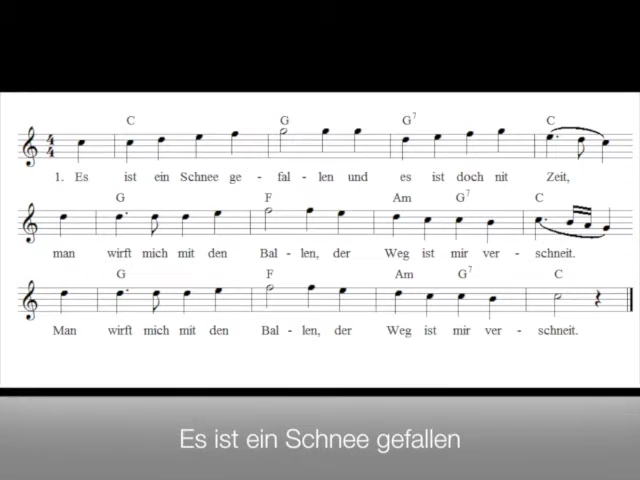 C G G7 C
4 4
1. Es ist ein Schnee ge - fal - len und es ist doch nit Zeit,
G F Am G7 C
man wirft mich mit den Bal - len, der Weg ist mir ver - schneit.
G F Am G7 C
Man wirft mich mit den Bal - len, der Weg ist mir ver - schneit.
Es ist ein Schnee gefallen